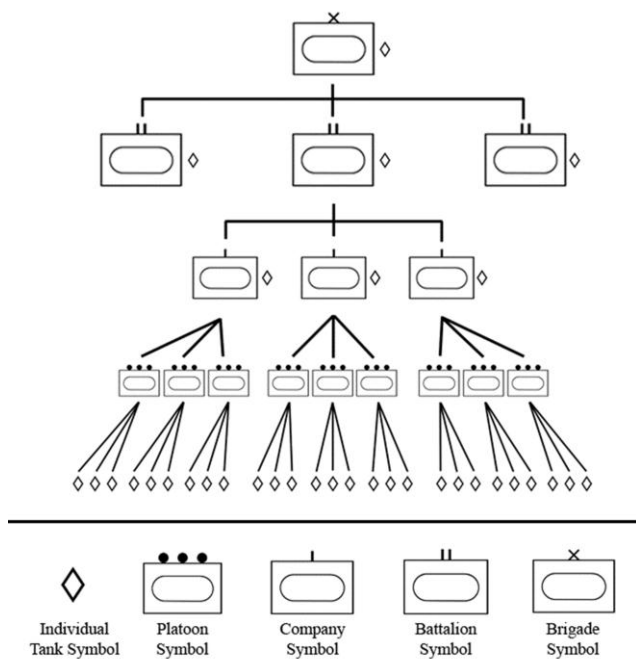 Individual
Tank Symbol
Platoon
Symbol
Company
Symbol
Battalion
Symbol
Brigade
Symbol